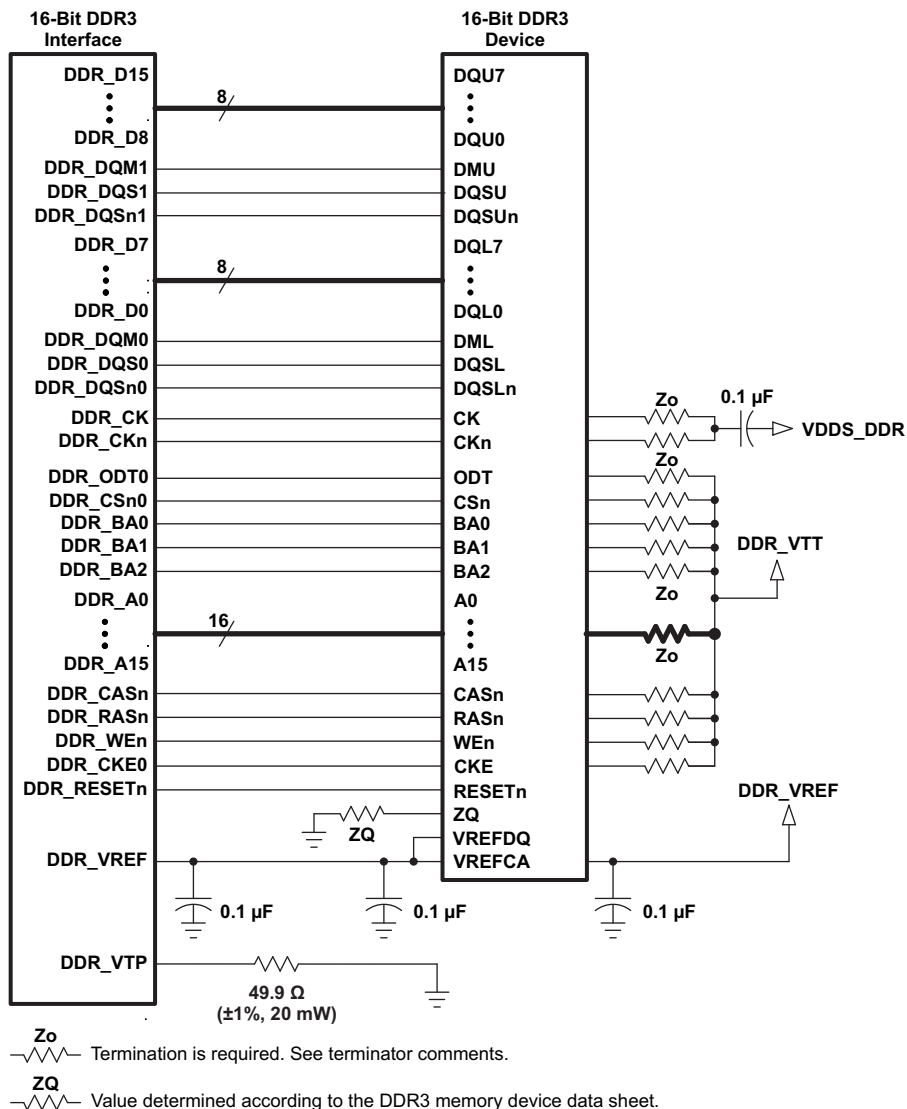 16-Bit DDR3
Interface
16-Bit DDR3
Device
DDR_D15
8
DQU7
DDR_D8
DQU0
DDR_DQM1
DMU
DDR_DQS1
DQSU
DDR_DQSn1
DQSUn
DDR_D7
8
DQL7
DDR_D0
DQL0
DDR_DQM0
DML
DDR_DQS0
DQSL
DDR_DQSn0
DQSLn
Zo
0.1 µF
DDR_CK
CK
VDDS_DDR
DDR_CKn
CKn
Zo
DDR_ODT0
ODT
DDR_CSn0
CSn
DDR_BA0
BA0
DDR_BA1
BA1
DDR_VTT
DDR_BA2
BA2
Zo
DDR_A0
A0
16
Zo
DDR_A15
A15
DDR_CASn
CASn
DDR_RASn
RASn
DDR_WEn
WEn
DDR_CKE0
CKE
DDR_RESETn
RESETn
DDR_VREF
ZQ
ZQ
VREFDQ
DDR_VREF
VREFCA
0.1 µF
0.1 µF
0.1 µF
DDR_VTP
49.9 Ω
(±1%, 20 mW)
Zo
Termination is required. See terminator comments.
ZQ
Value determined according to the DDR3 memory device data sheet.